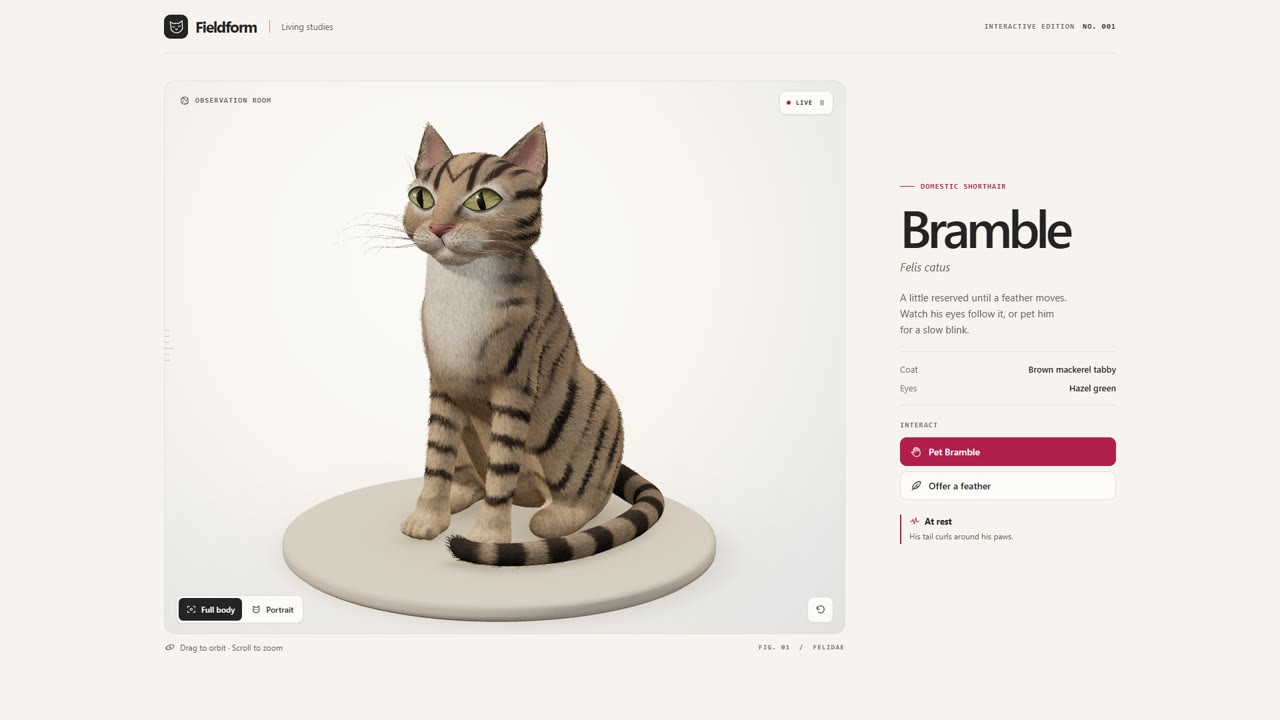 Fieldform
Living studies
INTERACTIVE EDITION NO. 001
OBSERVATION ROOM
LIVE
DOMESTIC SHORTHAIR
Bramble
Felis catus
A little reserved until a feather moves.
Watch his eyes follow it, or pet him
for a slow blink.
Coat Brown mackerel tabby
Eyes Hazel green
INTERACT
Pet Bramble
Offer a feather
At rest
His tail curls around his paws.
Full body
Portrait
Drag to orbit · Scroll to zoom
FIG. 01 / FELIDAE